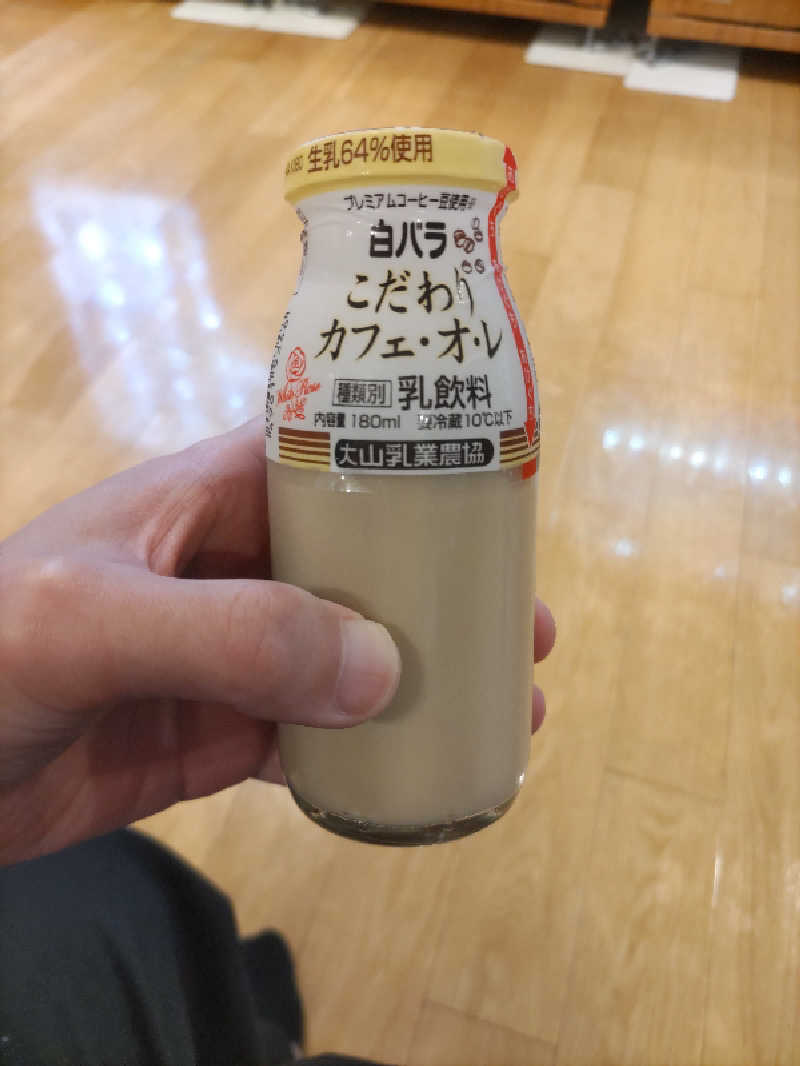 生乳64%使用
プレミアムコーヒー豆使用
白バラ
こだわり
カフェ・オ・レ
種類別 乳飲料
内容量 180ml 要冷蔵10℃以下
大山乳業農協